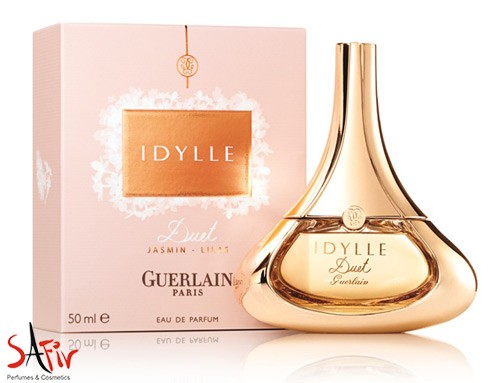 IDYLLE
Duet
JASMIN - LILAS
GUERLAIN
PARIS
50 ml e
EAU DE PARFUM
IDYLLE
Duet
Guerlain
SAFIR
Perfumes & Cosmetics